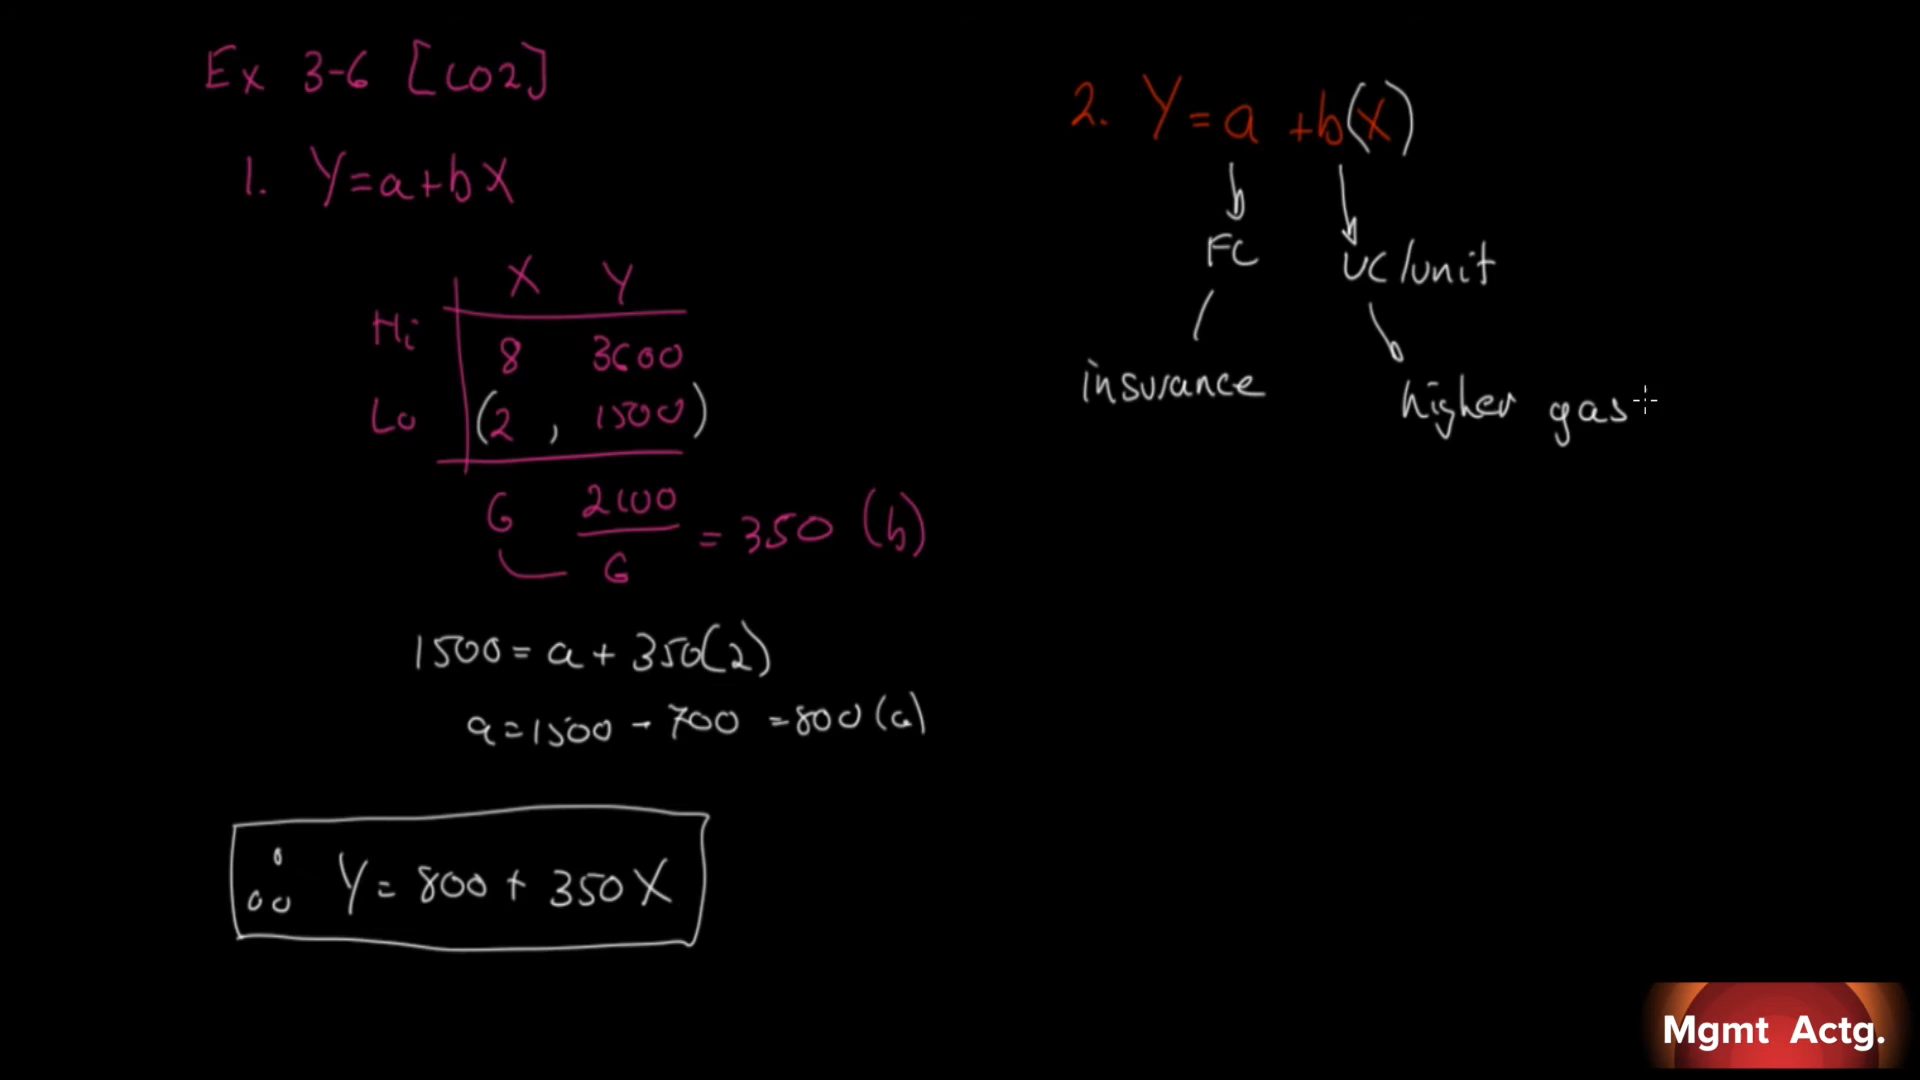 Ex 3-6 [LO2]
1. Y=a+bX
X Y
Hi 8 3600
Lo (2 , 1500)
6 2100/6 = 350 (b)
1500 = a + 350(2)
a = 1500 - 700 = 800 (a)
∴ Y = 800 + 350X
2. Y = a + b(X)
FC VC/unit
insurance higher gas
Mgmt Actg.